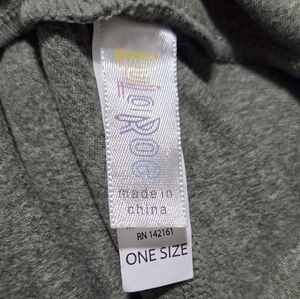 LuLaRoe
made in
china
RN 142161
ONE SIZE